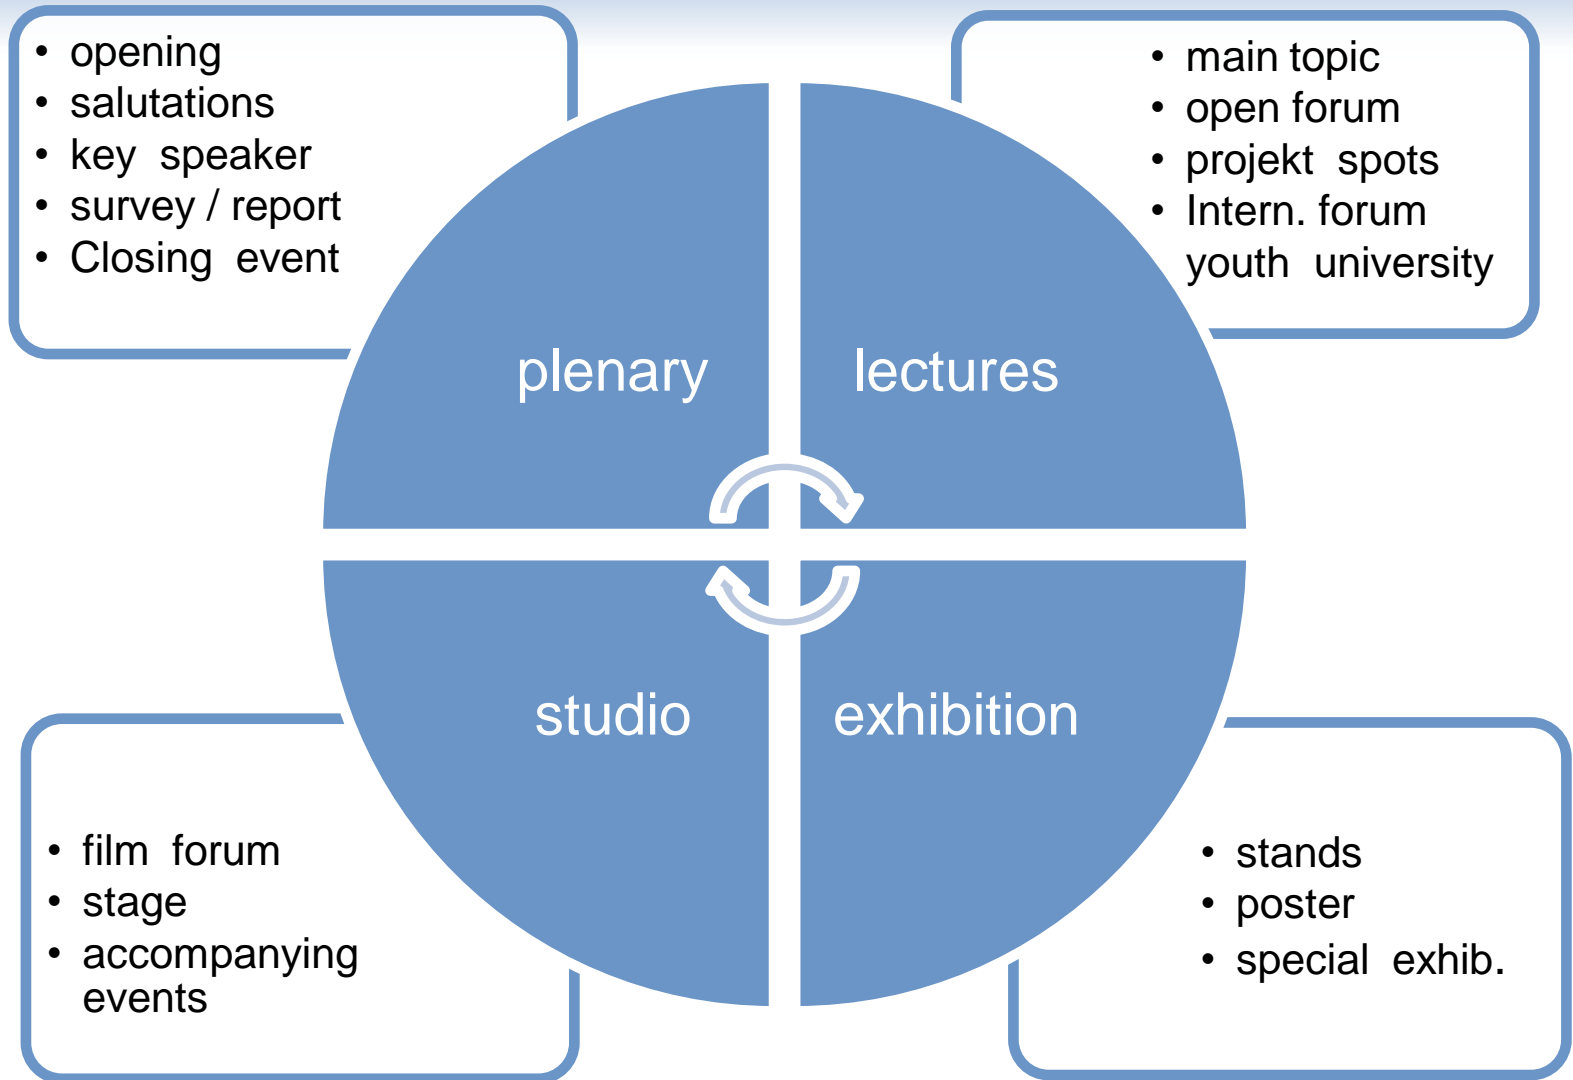 • opening
• salutations
• key speaker
• survey / report
• Closing event
• main topic
• open forum
• projekt spots
• Intern. forum
youth university
plenary
lectures
studio
exhibition
• film forum
• stage
• accompanying
events
• stands
• poster
• special exhib.